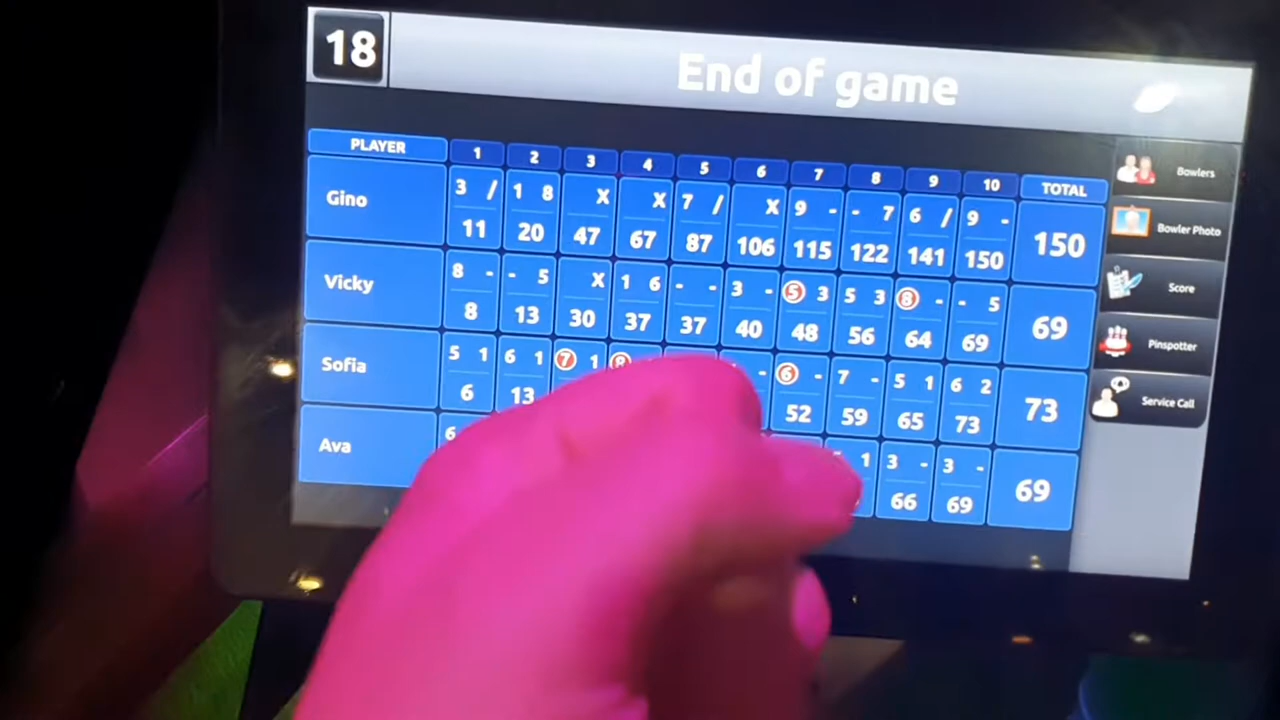 18
End of game
PLAYER 1 2 3 4 5 6 7 8 9 10 TOTAL
Gino 3 / 1 8 X X 7 / X 9 - - 7 6 / 9 - 150
11 20 47 67 87 106 115 122 141 150
Vicky 8 - - 5 X 1 6 - - 3 - 5 3 5 3 8 - - 5 69
8 13 30 37 37 40 48 56 64 69
Sofia 5 1 6 1 7 1 8 - 6 - 7 - 5 1 6 2 73
6 13 52 59 65 73
Ava 6 1 3 - 3 - 69
66 69
Bowlers
Bowler Photo
Score
Pinspotter
Service Call